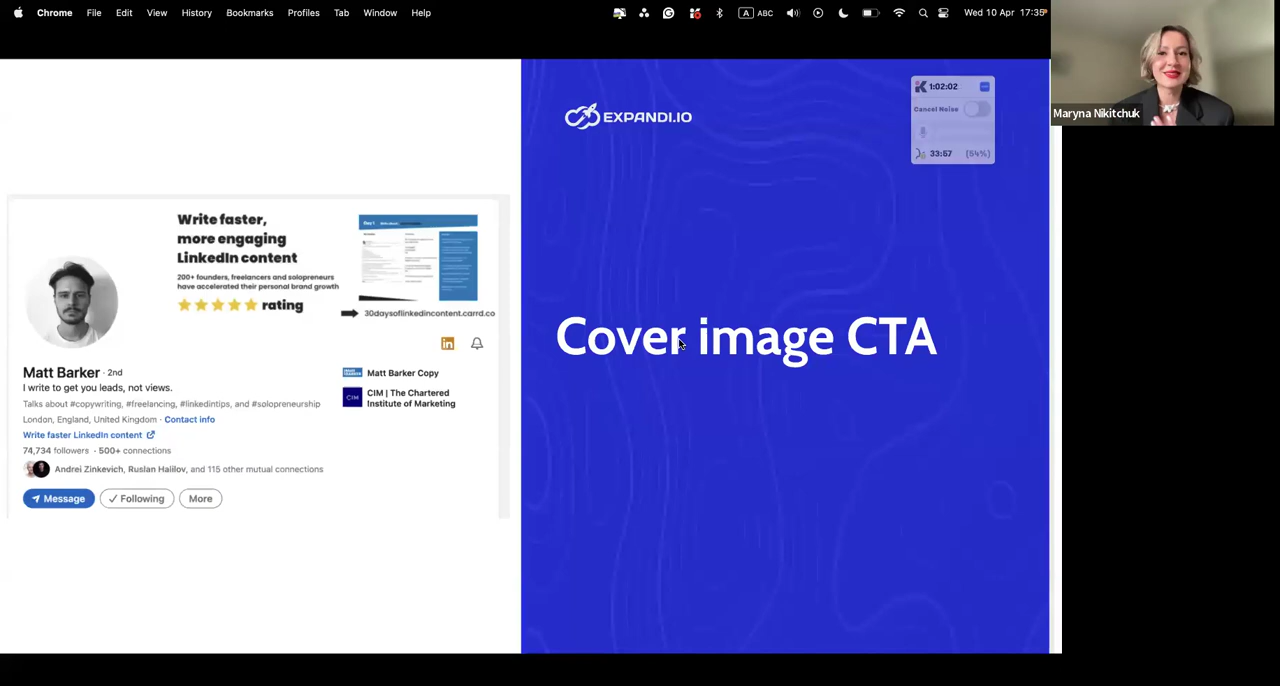 Chrome File Edit View History Bookmarks Profiles Tab Window Help
A ABC Wed 10 Apr 17:35
Maryna Nikitchuk
EXPANDI.IO
1:02:02
Cancel Noise
33:57 (54%)
Cover image CTA
Write faster,
more engaging
LinkedIn content
200+ founders, freelancers and solopreneurs
have accelerated their personal brand growth
rating
30daysoflinkedincontent.carrd.co
Matt Barker · 2nd
I write to get you leads, not views.
Talks about #copywriting, #freelancing, #linkedintips, and #solopreneurship
London, England, United Kingdom · Contact info
Write faster LinkedIn content
74,734 followers · 500+ connections
Andrei Zinkevich, Ruslan Halilov, and 115 other mutual connections
Message Following More
in
Matt Barker Copy
CIM CIM | The Chartered
Institute of Marketing